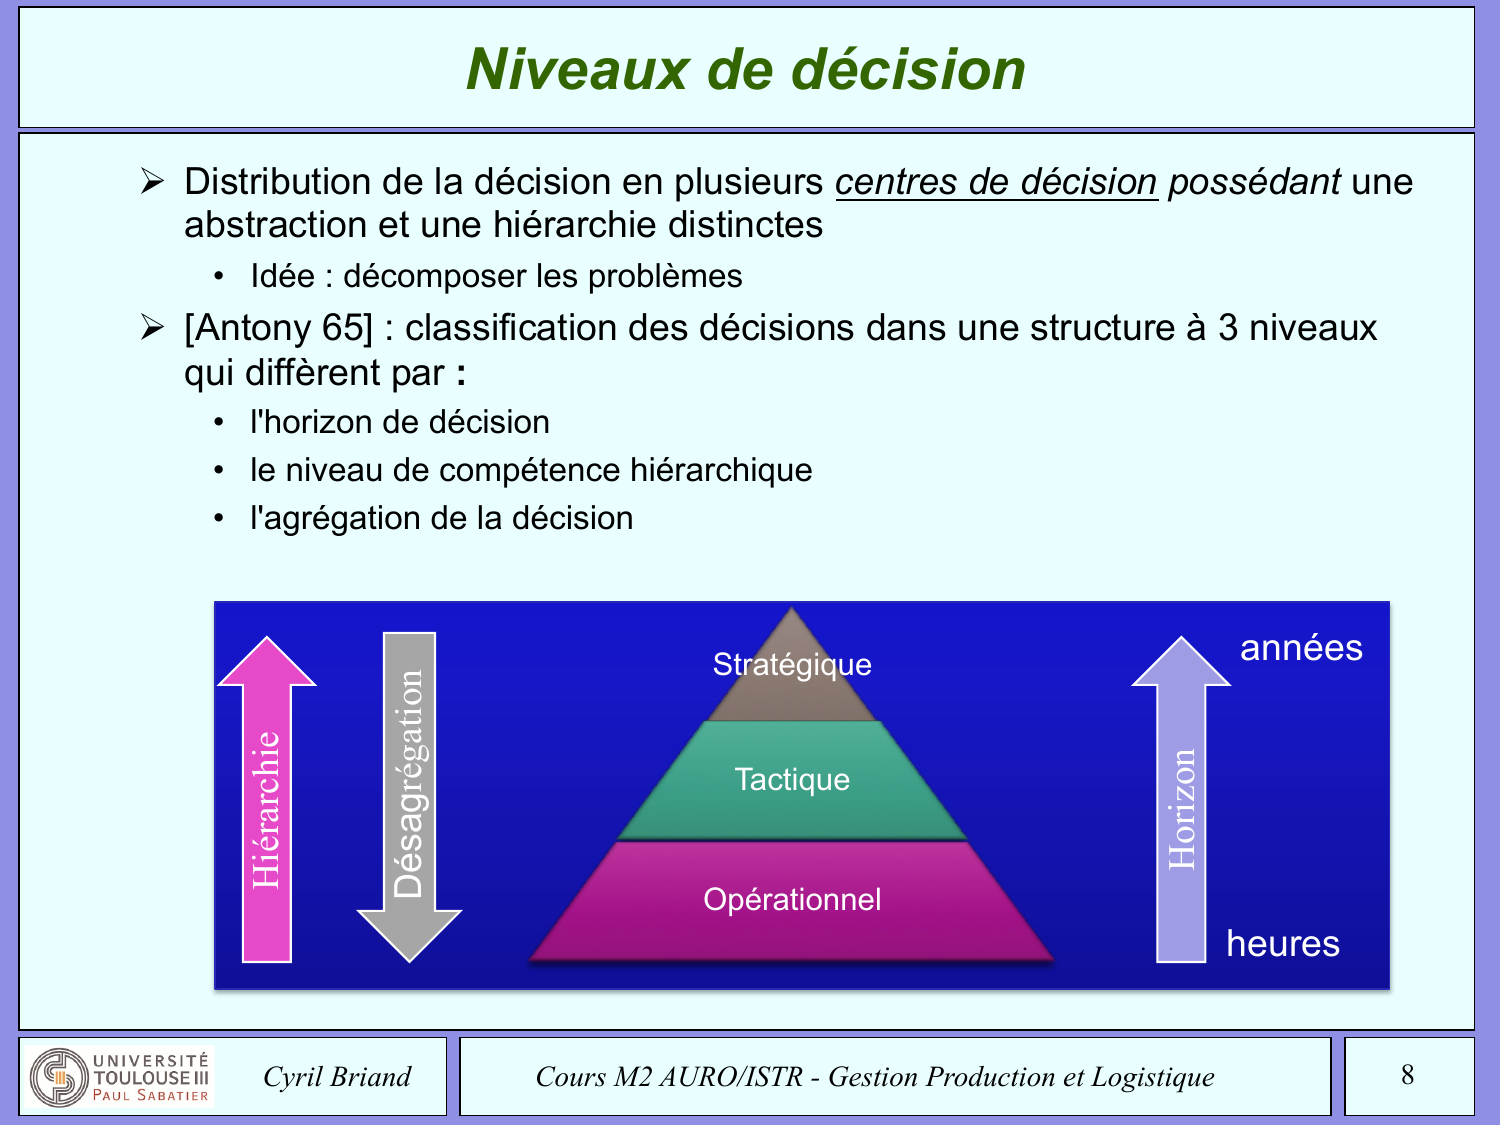 Niveaux de décision
➢ Distribution de la décision en plusieurs centres de décision possédant une
abstraction et une hiérarchie distinctes
• Idée : décomposer les problèmes
➢ [Antony 65] : classification des décisions dans une structure à 3 niveaux
qui diffèrent par :
• l'horizon de décision
• le niveau de compétence hiérarchique
• l'agrégation de la décision
Hiérarchie
Désagrégation
Stratégique
Tactique
Opérationnel
Horizon
années
heures
UNIVERSITÉ
TOULOUSE III
PAUL SABATIER
Cyril Briand
Cours M2 AURO/ISTR - Gestion Production et Logistique
8